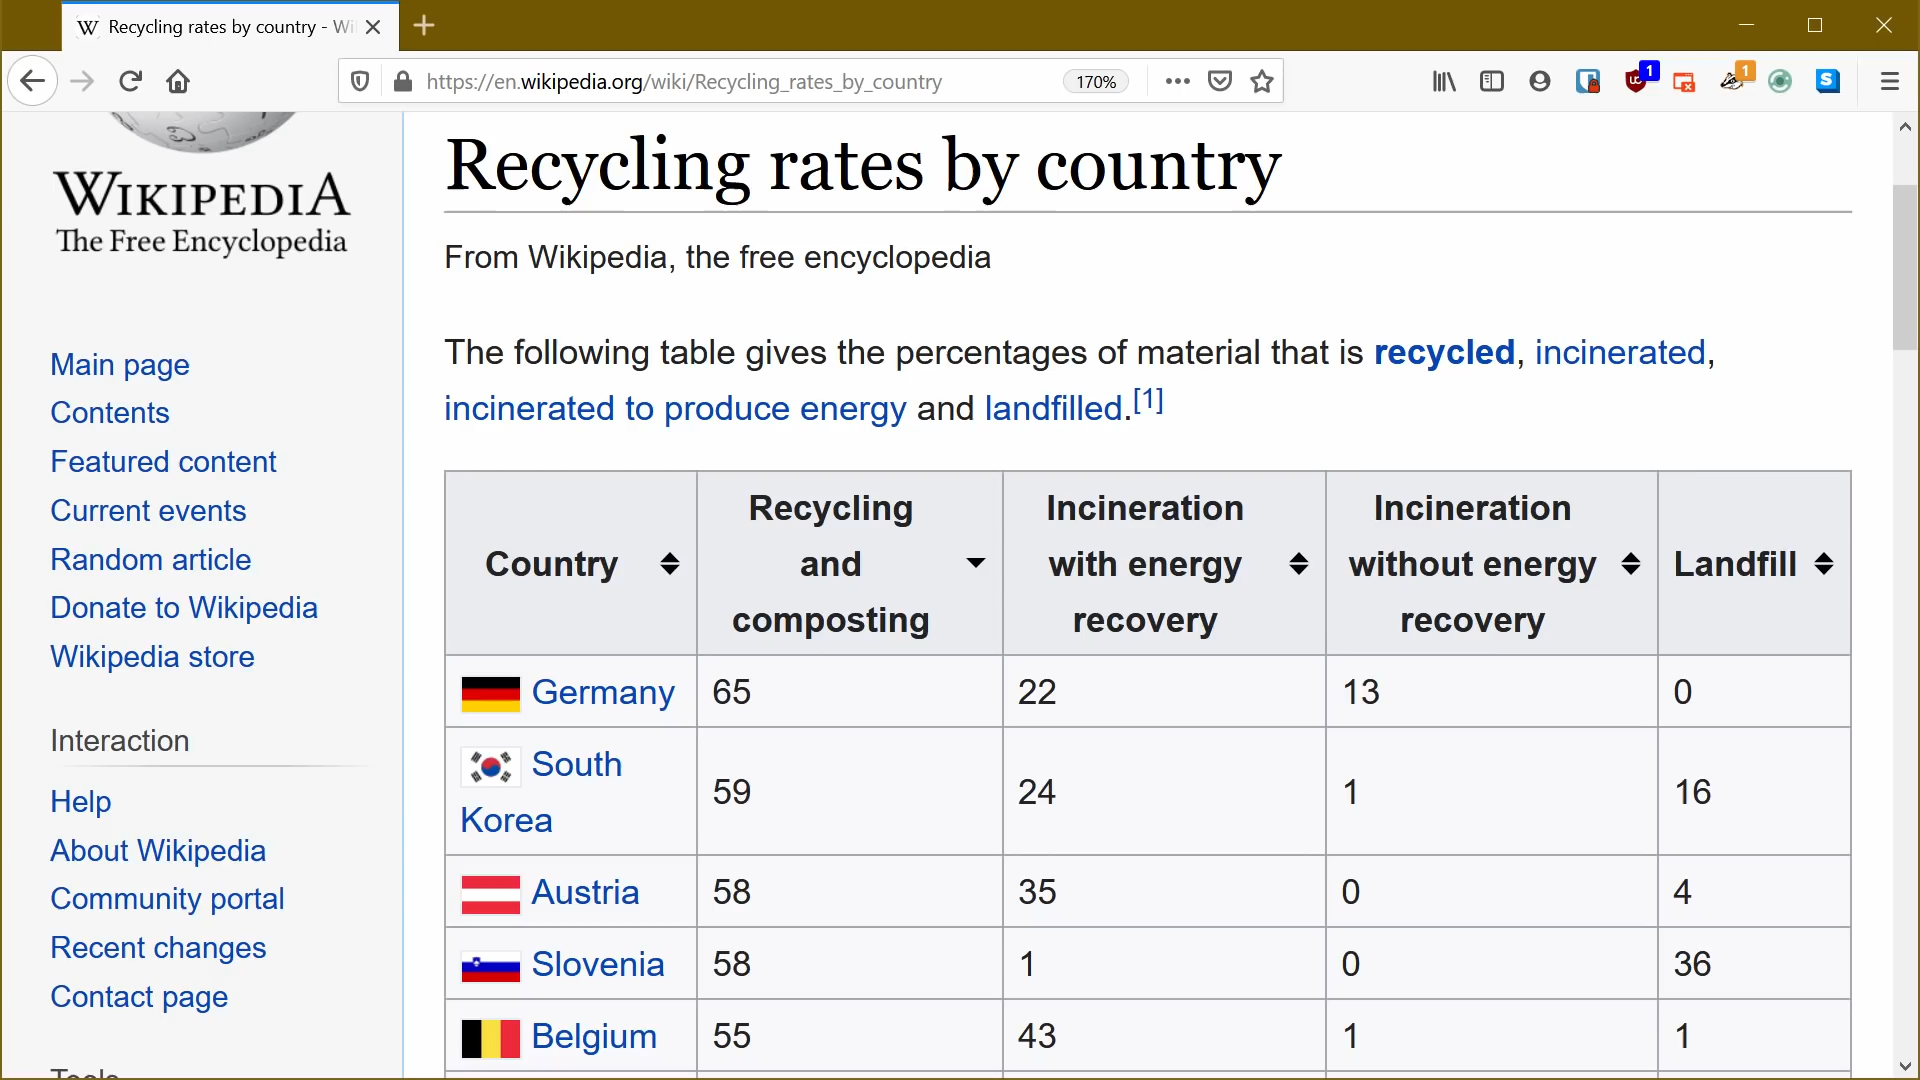 Recycling rates by country - Wi
https://en.wikipedia.org/wiki/Recycling_rates_by_country
170%
1
1
S
WIKIPEDIA
The Free Encyclopedia
Main page
Contents
Featured content
Current events
Random article
Donate to Wikipedia
Wikipedia store
Interaction
Help
About Wikipedia
Community portal
Recent changes
Contact page
Tools
Recycling rates by country
From Wikipedia, the free encyclopedia
The following table gives the percentages of material that is recycled, incinerated,
incinerated to produce energy and landfilled.[1]
Country
Recycling
and
composting
Incineration
with energy
recovery
Incineration
without energy
recovery
Landfill
Germany 65 22 13 0
South
Korea
59 24 1 16
Austria 58 35 0 4
Slovenia 58 1 0 36
Belgium 55 43 1 1